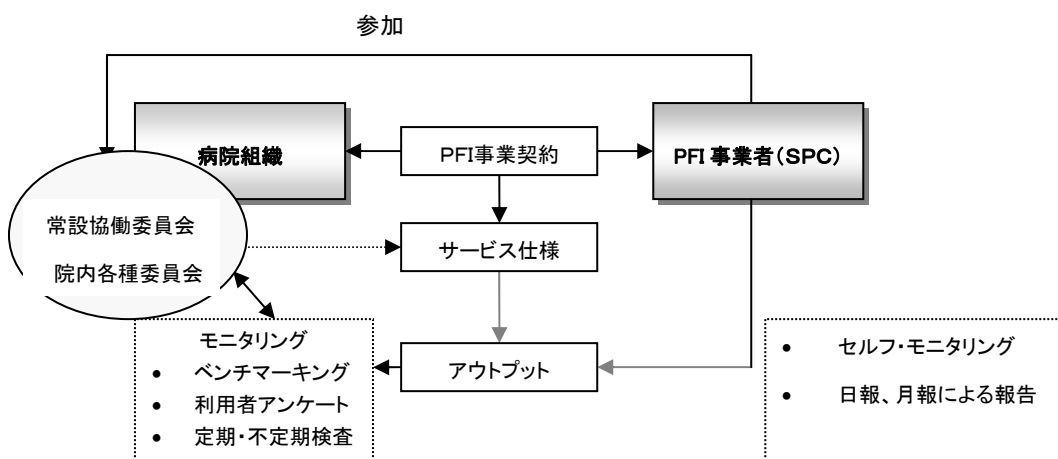 参加
病院組織
PFI事業契約
PFI 事業者(SPC)
常設協働委員会
院内各種委員会
サービス仕様
モニタリング
• ベンチマーキング
• 利用者アンケート
• 定期・不定期検査
アウトプット
• セルフ・モニタリング
• 日報、月報による報告